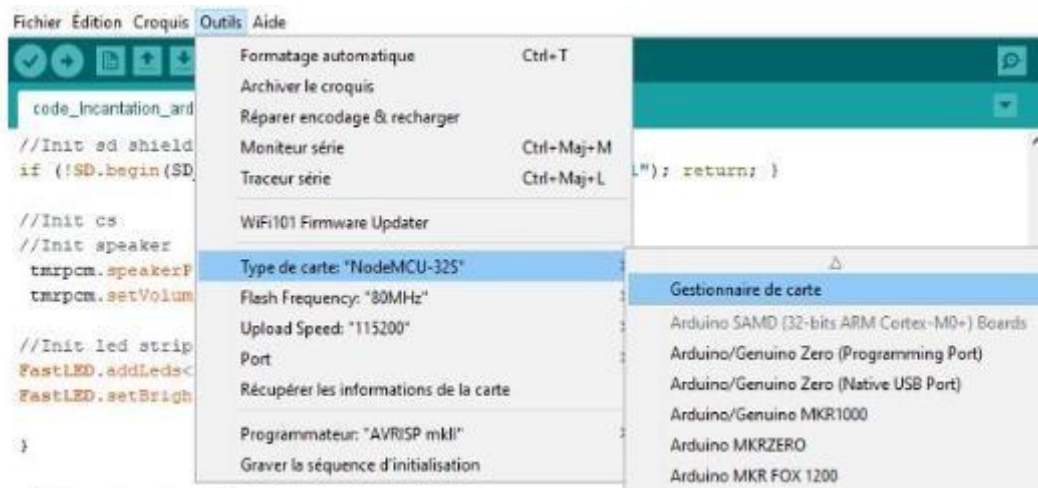 Fichier Édition Croquis Outils Aide
Formatage automatique Ctrl+T
Archiver le croquis
Réparer encodage & recharger
Moniteur série Ctrl+Maj+M
Traceur série Ctrl+Maj+L
WiFi101 Firmware Updater
Type de carte: "NodeMCU-32S"
Flash Frequency: "80MHz"
Upload Speed: "115200"
Port
Récupérer les informations de la carte
Programmateur: "AVRISP mkII"
Graver la séquence d'initialisation
Gestionnaire de carte
Arduino SAMD (32-bits ARM Cortex-M0+) Boards
Arduino/Genuino Zero (Programming Port)
Arduino/Genuino Zero (Native USB Port)
Arduino/Genuino MKR1000
Arduino MKRZERO
Arduino MKR FOX 1200
code_Incantation_ard
//Init sd shield
if (!SD.begin(SD
"); return; }
//Init cs
//Init speaker
tmrpcm.speakerP
tmrpcm.setVolum
//Init led strip
FastLED.addLeds<
FastLED.setBrigh
}